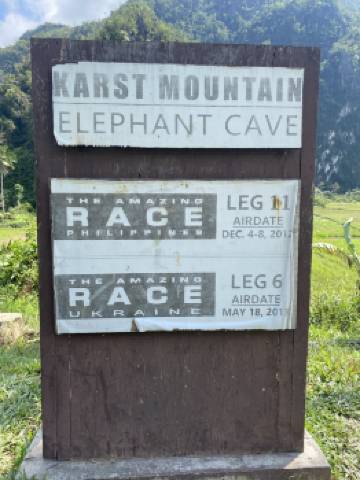 KARST MOUNTAIN
ELEPHANT CAVE
THE AMAZING
RACE
PHILIPPINES
LEG 11
AIRDATE
DEC. 4-8,
THE AMAZING
RACE
UKRAINE
LEG 6
AIRDATE
MAY 18,